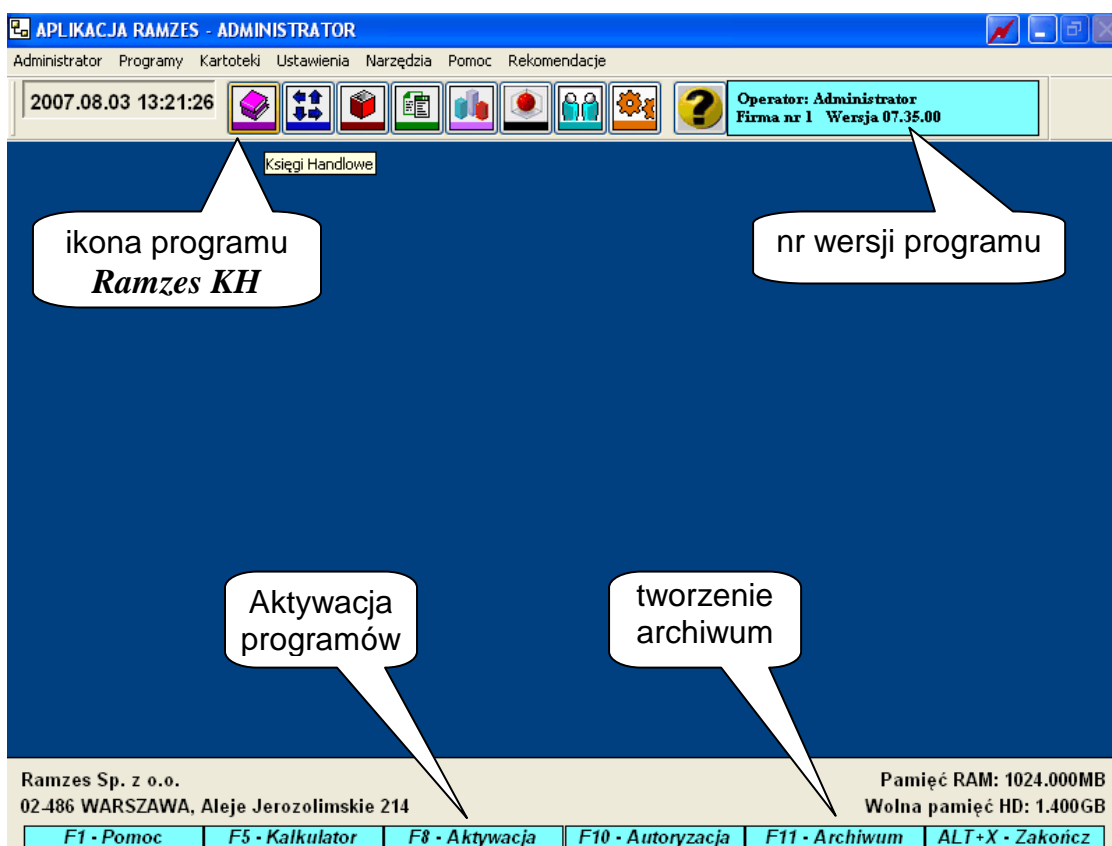 APLIKACJA RAMZES - ADMINISTRATOR
Administrator Programy Kartoteki Ustawienia Narzędzia Pomoc Rekomendacje
2007.08.03 13:21:26
Operator: Administrator
Firma nr 1 Wersja 07.35.00
Księgi Handlowe
ikona programu
Ramzes KH
nr wersji programu
Aktywacja
programów
tworzenie
archiwum
Ramzes Sp. z o.o.
02-486 WARSZAWA, Aleje Jerozolimskie 214
Pamięć RAM: 1024.000MB
Wolna pamięć HD: 1.400GB
F1 - Pomoc F5 - Kalkulator F8 - Aktywacja F10 - Autoryzacja F11 - Archiwum ALT+X - Zakończ